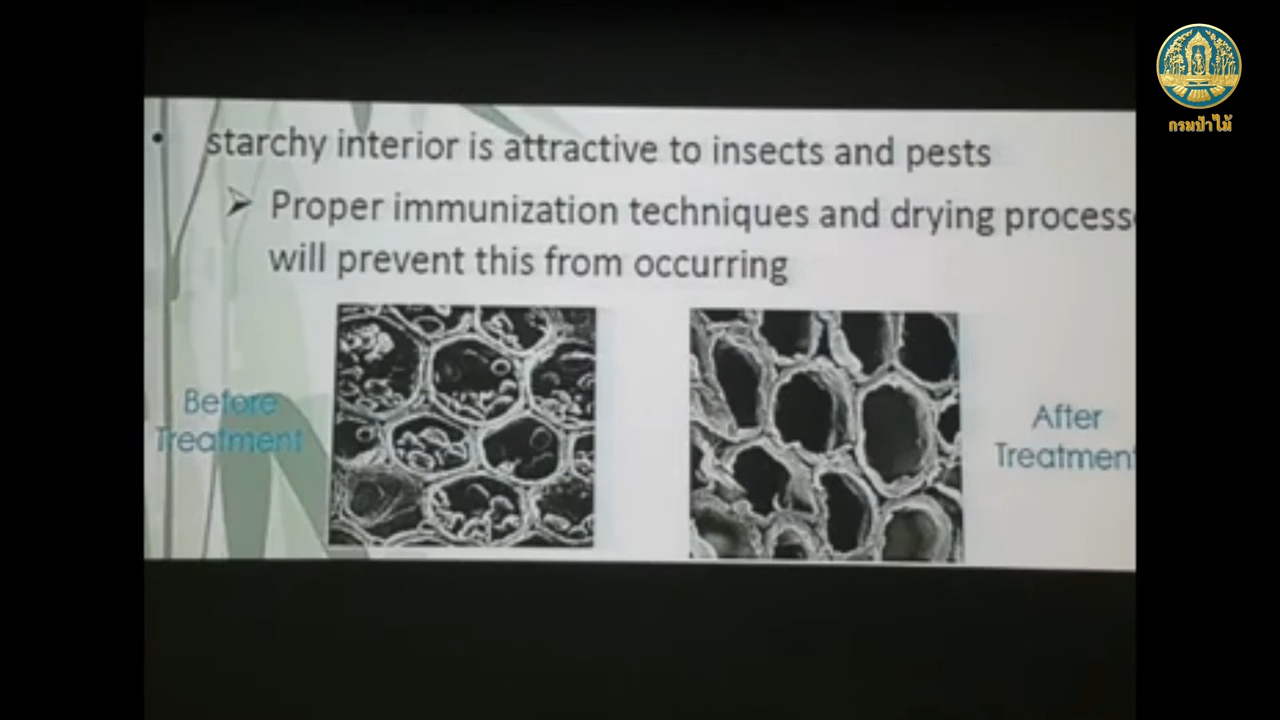 กรมป่าไม้
• starchy interior is attractive to insects and pests
➢ Proper immunization techniques and drying process
will prevent this from occurring
Before
Treatment
After
Treatment